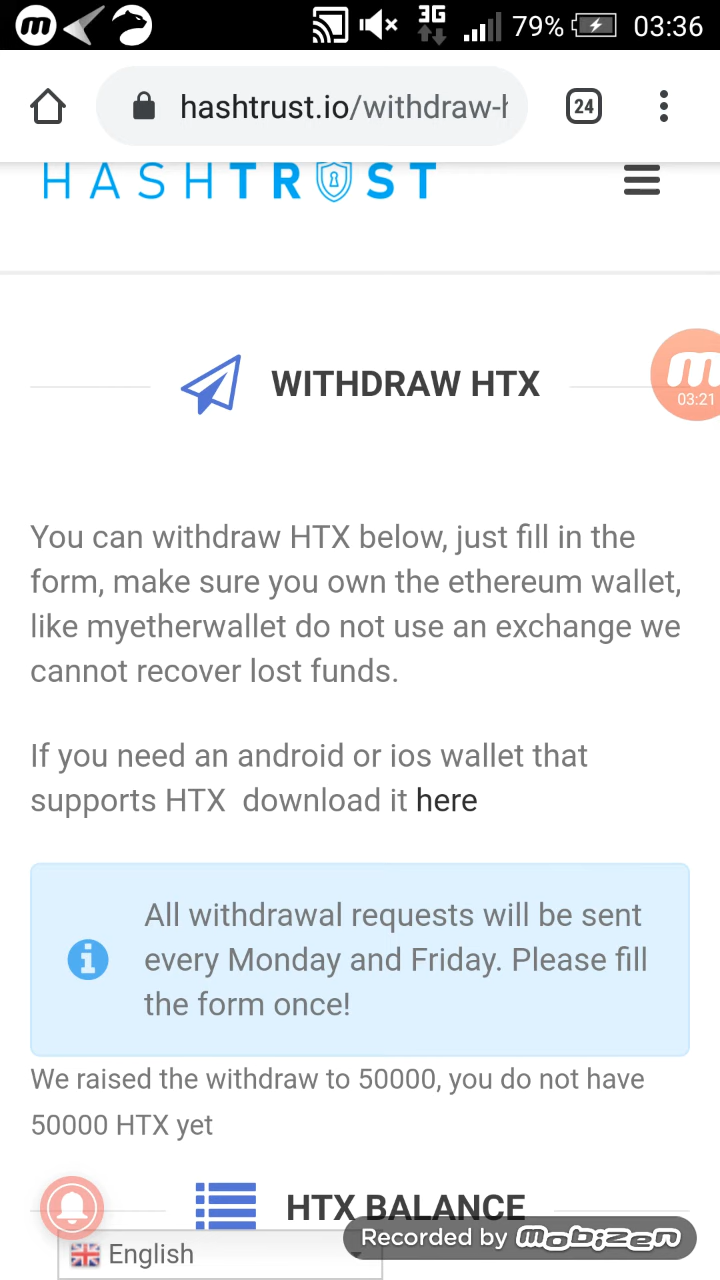 3G 79% 03:36
hashtrust.io/withdraw-h
24
HASHTRUST
WITHDRAW HTX
m
03:21
You can withdraw HTX below, just fill in the
form, make sure you own the ethereum wallet,
like myetherwallet do not use an exchange we
cannot recover lost funds.
If you need an android or ios wallet that
supports HTX download it here
All withdrawal requests will be sent
every Monday and Friday. Please fill
the form once!
We raised the withdraw to 50000, you do not have
50000 HTX yet
HTX BALANCE
Recorded by mobizen
English